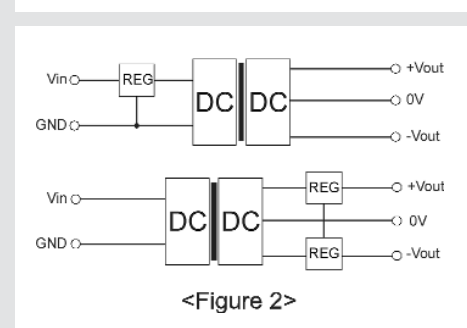 Vin
REG
GND
DC DC
+Vout
0V
-Vout
Vin
GND
DC DC
REG
REG
+Vout
0V
-Vout
<Figure 2>